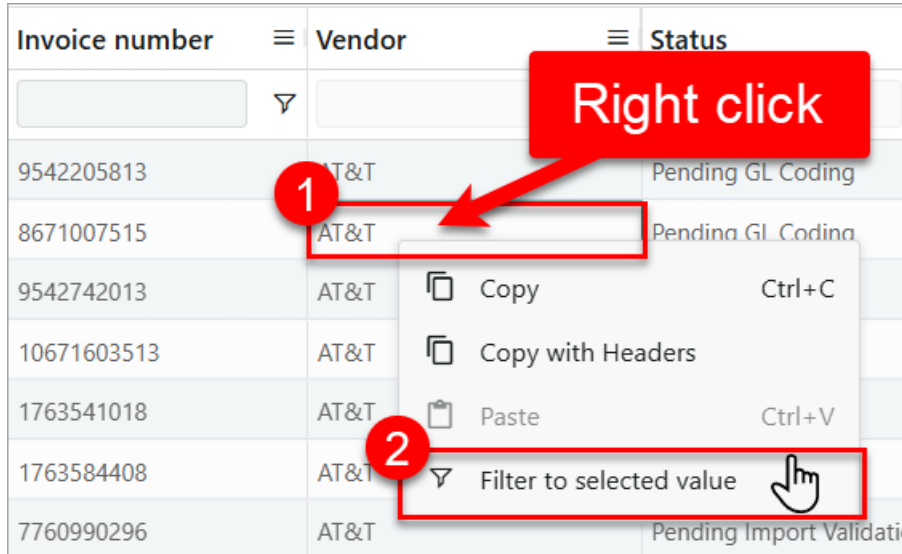 Invoice number Vendor Status
Right click
9542205813 AT&T Pending GL Coding
1
8671007515 AT&T Pending GL Coding
9542742013 AT&T Copy Ctrl+C
10671603513 AT&T Copy with Headers
1763541018 AT&T Paste Ctrl+V
2
1763584408 AT&T Filter to selected value
7760990296 AT&T Pending Import